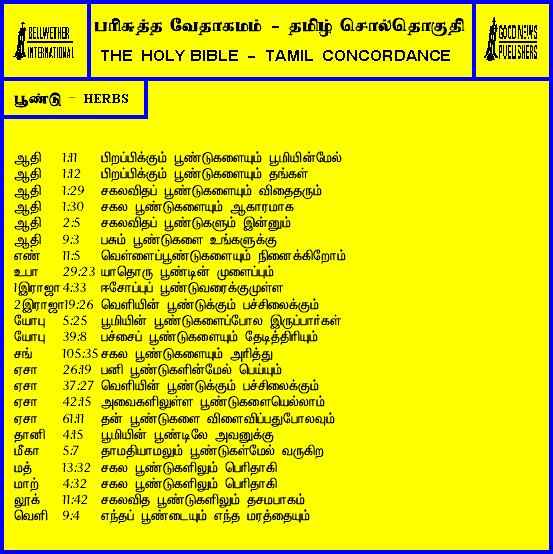 BELLWETHER
INTERNATIONAL
பரிசுத்த வேதாகமம் - தமிழ் சொல்தொகுதி
THE HOLY BIBLE - TAMIL CONCORDANCE
GOOD NEWS
PUBLISHERS
பூண்டு - HERBS
ஆதி 1:11 பிறப்பிக்கும் பூண்டுகளையும் பூமியின்மேல்
ஆதி 1:12 பிறப்பிக்கும் பூண்டுகளையும் தங்கள்
ஆதி 1:29 சகலவிதப் பூண்டுகளையும் விதைதரும்
ஆதி 1:30 சகல பூண்டுகளையும் ஆகாரமாக
ஆதி 2:5 சகலவிதப் பூண்டுகளும் இன்னும்
ஆதி 9:3 பசும் பூண்டுகளை உங்களுக்கு
எண் 11:5 வெள்ளைப்பூண்டுகளையும் நினைக்கிறோம்
உபா 29:23 யாதொரு பூண்டின் முளைப்பும்
1இராஜா 4:33 ஈசோப்புப் பூண்டுவரைக்குமுள்ள
2இராஜா 19:26 வெளியின் பூண்டுக்கும் பச்சிலைக்கும்
யோபு 5:25 பூமியின் பூண்டுகளைப்போல இருப்பார்கள்
யோபு 39:8 பச்சைப் பூண்டுகளையும் தேடித்திரியும்
சங் 105:35 சகல பூண்டுகளையும் அரித்து
ஏசா 26:19 பனி பூண்டுகளின்மேல் பெய்யும்
ஏசா 37:27 வெளியின் பூண்டுக்கும் பச்சிலைக்கும்
ஏசா 42:15 அவைகளிலுள்ள பூண்டுகளையெல்லாம்
ஏசா 61:11 தன் பூண்டுகளை விளைவிப்பதுபோலவும்
தானி 4:15 பூமியின் பூண்டிலே அவனுக்கு
மீகா 5:7 தாமதியாமலும் பூண்டுகள்மேல் வருகிற
மத் 13:32 சகல பூண்டுகளிலும் பெரிதாகி
மாற் 4:32 சகல பூண்டுகளிலும் பெரிதாகி
லூக் 11:42 சகலவித பூண்டுகளிலும் தசமபாகம்
வெளி 9:4 எந்தப் பூண்டையும் எந்த மரத்தையும்